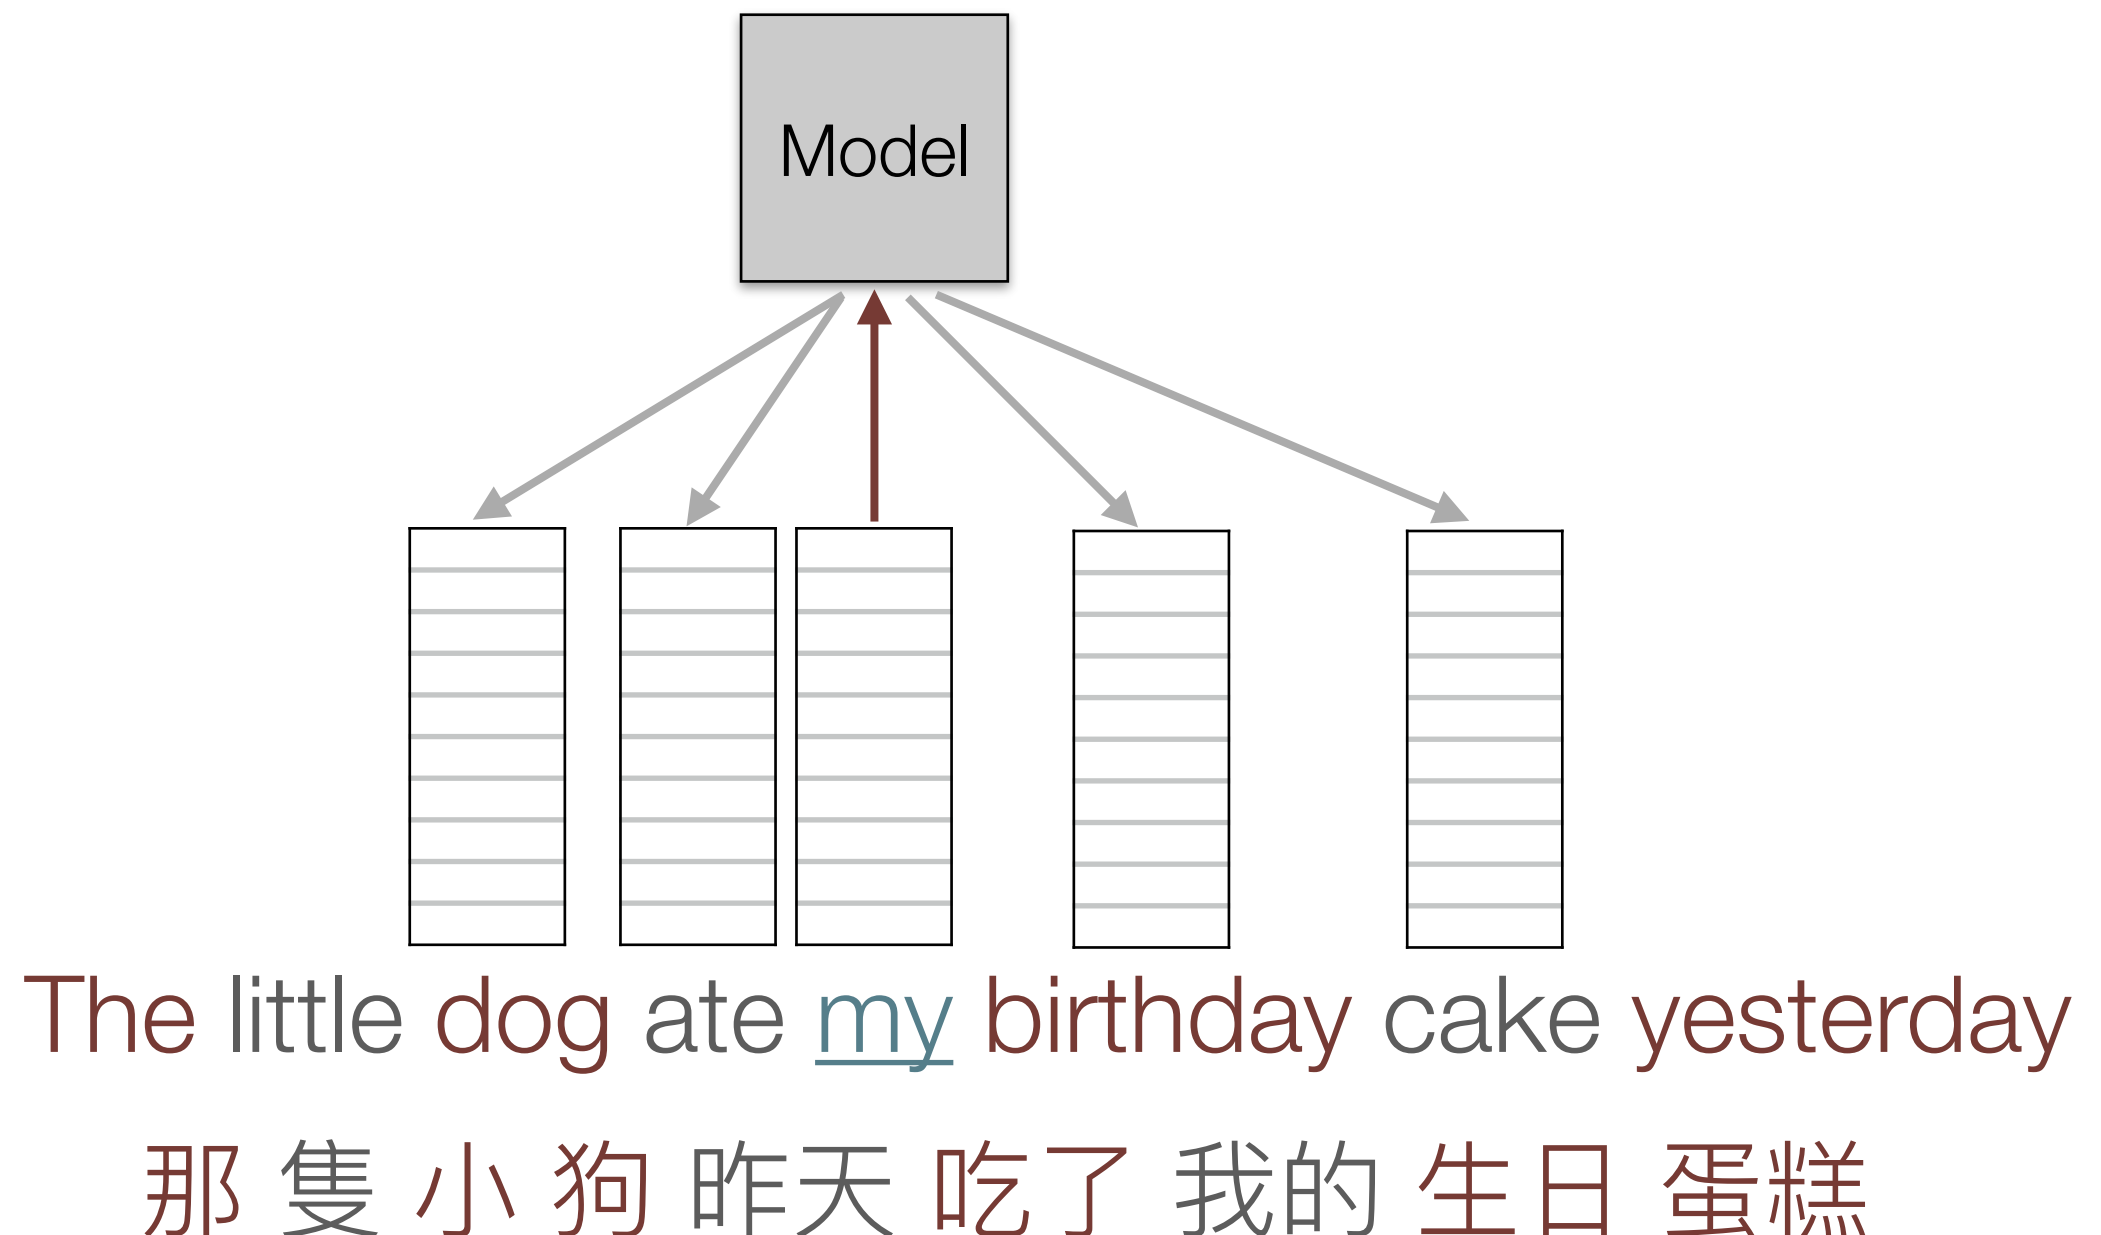 Model
The little dog ate my birthday cake yesterday
那 隻 小 狗 昨天 吃了 我的 生日 蛋糕